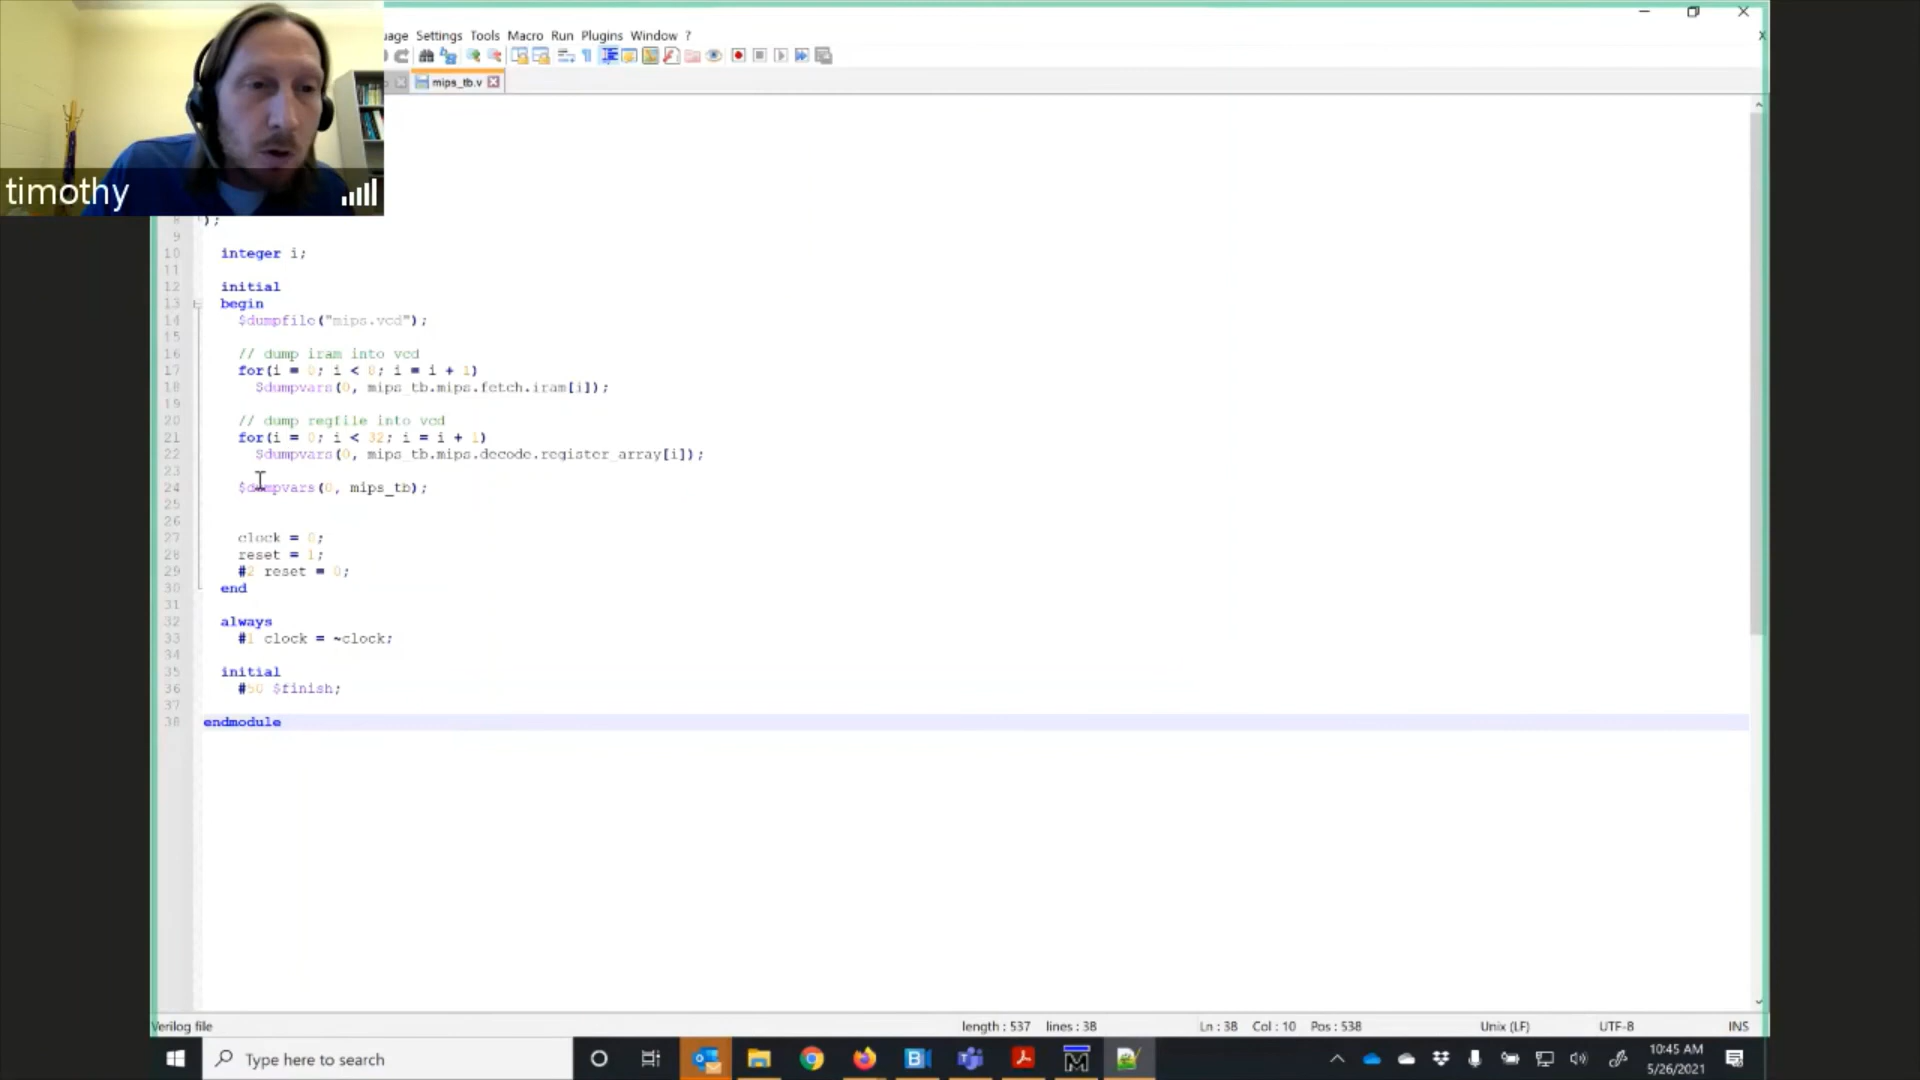 uage Settings Tools Macro Run Plugins Window ?
mips_tb.v
timothy
8 );
9
10 integer i;
11
12 initial
13 begin
14 $dumpfile("mips.vcd");
15
16 // dump iram into vcd
17 for(i = 0; i < 8; i = i + 1)
18 $dumpvars(0, mips_tb.mips.fetch.iram[i]);
19
20 // dump regfile into vcd
21 for(i = 0; i < 32; i = i + 1)
22 $dumpvars(0, mips_tb.mips.decode.register_array[i]);
23
24 $dumpvars(0, mips_tb);
25
26
27 clock = 0;
28 reset = 1;
29 #2 reset = 0;
30 end
31
32 always
33 #1 clock = ~clock;
34
35 initial
36 #50 $finish;
37
38 endmodule
Verilog file length : 537 lines : 38 Ln : 38 Col : 10 Pos : 538 Unix (LF) UTF-8 INS
Type here to search
10:45 AM
5/26/2021